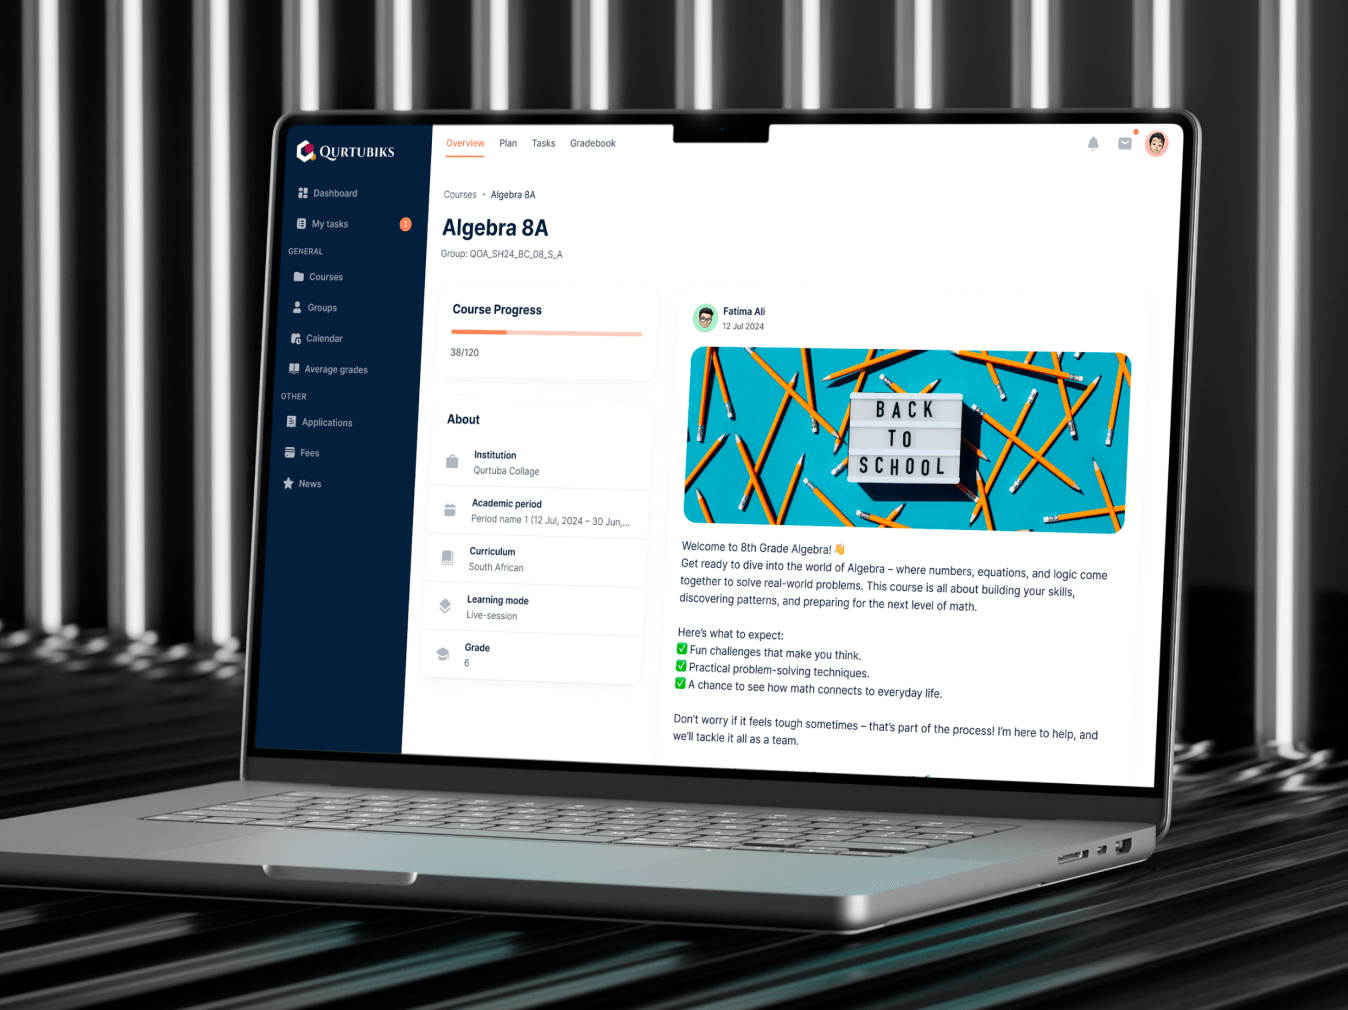 QURTUBIKS
Dashboard
My tasks
GENERAL
Courses
Groups
Calendar
Average grades
OTHER
Applications
Fees
News
Overview Plan Tasks Gradebook
Courses • Algebra 8A
Algebra 8A
Group: QOA_SH24_BC_08_S_A
Course Progress
38/120
About
Institution
Qurtuba Collage
Academic period
Period name 1 (12 Jul, 2024 – 30 Jun,...
Curriculum
South African
Learning mode
Live-session
Grade
6
Fatima Ali
12 Jul 2024
BACK
TO
SCHOOL
Welcome to 8th Grade Algebra! 👋
Get ready to dive into the world of Algebra – where numbers, equations, and logic come
together to solve real-world problems. This course is all about building your skills,
discovering patterns, and preparing for the next level of math.
Here's what to expect:
✅ Fun challenges that make you think.
✅ Practical problem-solving techniques.
✅ A chance to see how math connects to everyday life.
Don't worry if it feels tough sometimes – that's part of the process! I'm here to help, and
we'll tackle it all as a team.